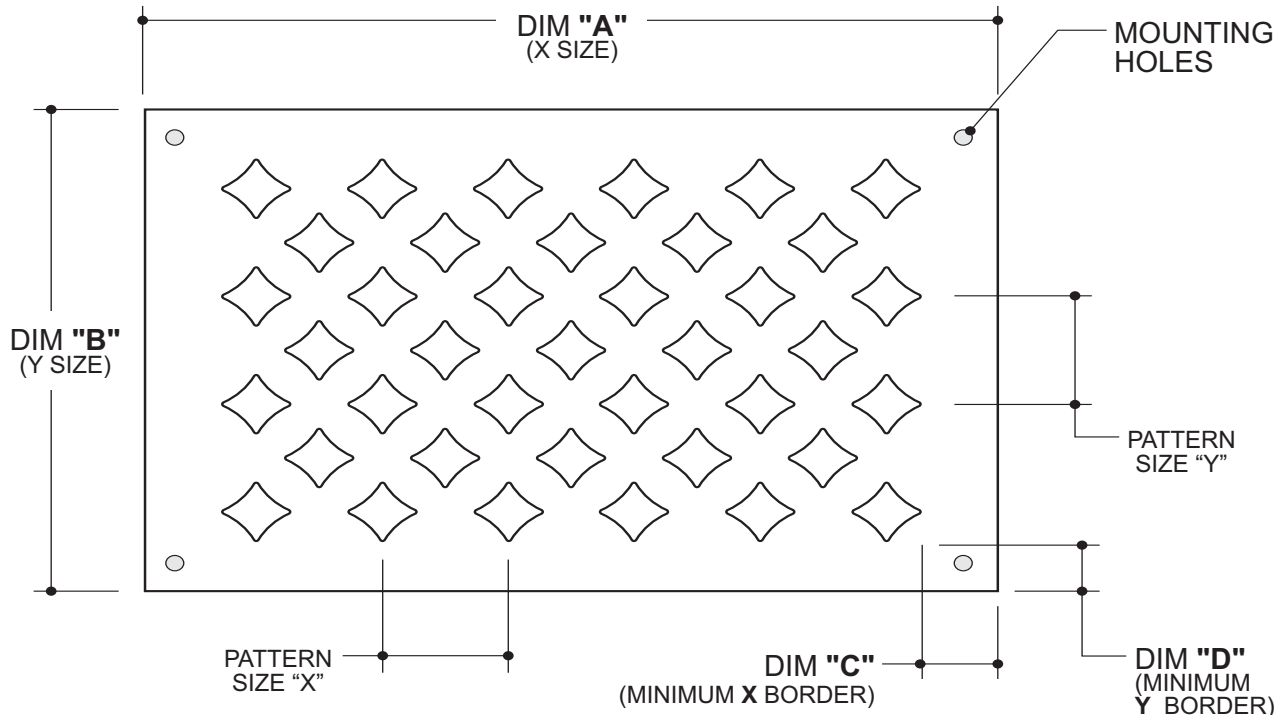 DIM "A"
(X SIZE)
MOUNTING
HOLES
DIM "B"
(Y SIZE)
PATTERN
SIZE “Y”
PATTERN
SIZE “X”
DIM "C"
(MINIMUM X BORDER)
DIM "D"
(MINIMUM
Y BORDER)